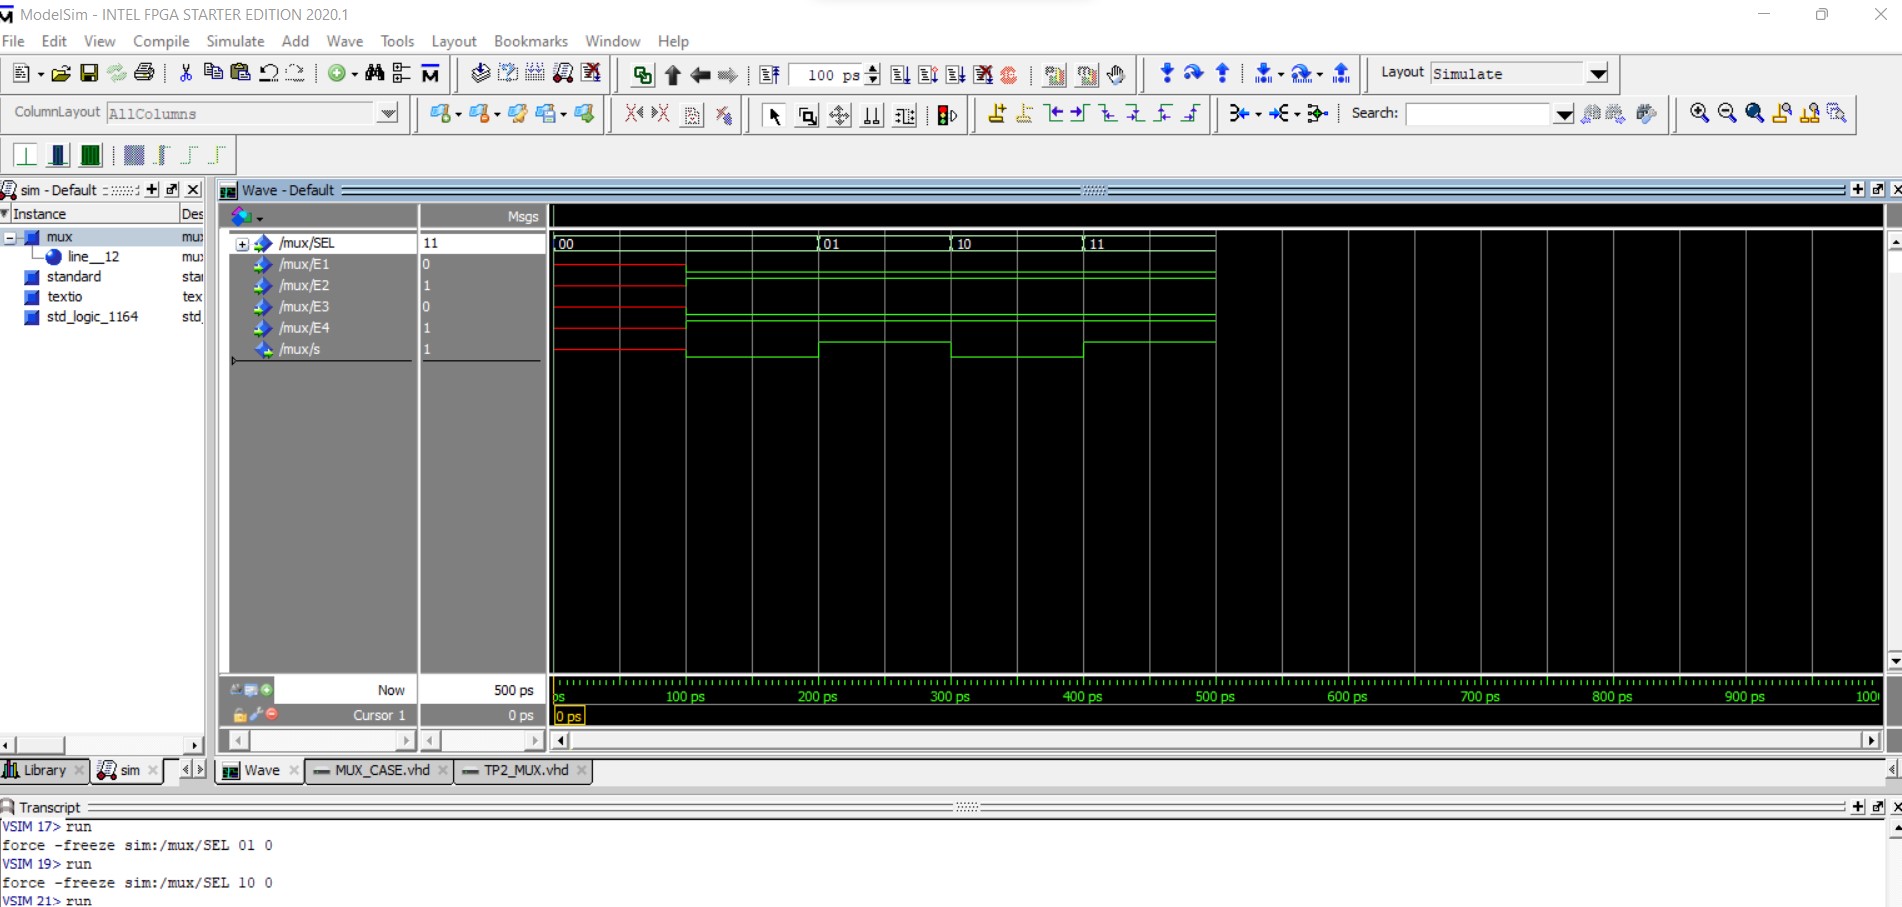 ModelSim - INTEL FPGA STARTER EDITION 2020.1
File Edit View Compile Simulate Add Wave Tools Layout Bookmarks Window Help
100 ps
Layout Simulate
ColumnLayout AllColumns
Search:
sim - Default
Instance Des
mux mux
line__12 mux
standard star
textio tex
std_logic_1164 std_
Wave - Default
Msgs
/mux/SEL 11 00 01 10 11
/mux/E1 0
/mux/E2 1
/mux/E3 0
/mux/E4 1
/mux/s 1
Now 500 ps
ps 100 ps 200 ps 300 ps 400 ps 500 ps 600 ps 700 ps 800 ps 900 ps 100
Cursor 1 0 ps 0 ps
Library sim Wave MUX_CASE.vhd TP2_MUX.vhd
Transcript
VSIM 17> run
force -freeze sim:/mux/SEL 01 0
VSIM 19> run
force -freeze sim:/mux/SEL 10 0
VSIM 21> run